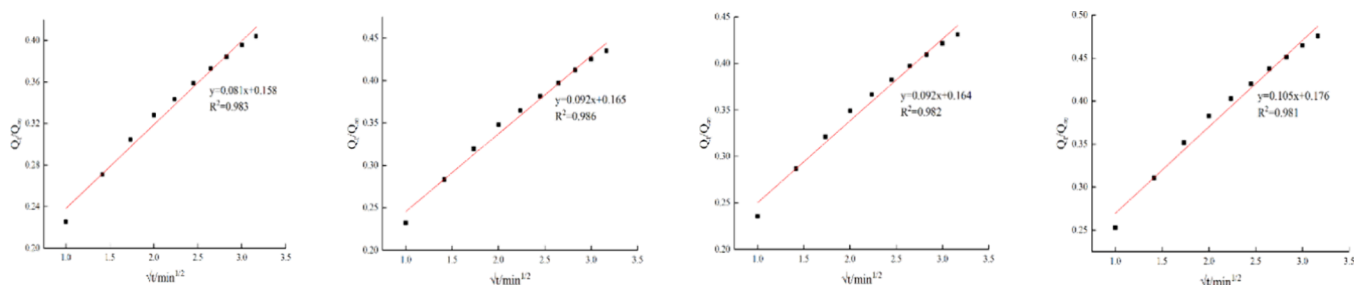 0.40
0.36
0.32
0.28
0.24
0.20
Qt/Q∞
y=0.081x+0.158
R²=0.983
1.0 1.5 2.0 2.5 3.0 3.5
√t/min1/2
0.45
0.40
0.35
0.30
0.25
0.20
Qt/Q∞
y=0.092x+0.165
R²=0.986
1.0 1.5 2.0 2.5 3.0 3.5
√t/min1/2
0.45
0.40
0.35
0.30
0.25
0.20
Qt/Q∞
y=0.092x+0.164
R²=0.982
1.0 1.5 2.0 2.5 3.0 3.5
√t/min1/2
0.50
0.45
0.40
0.35
0.30
0.25
Qt/Q∞
y=0.105x+0.176
R²=0.981
1.0 1.5 2.0 2.5 3.0 3.5
√t/min1/2